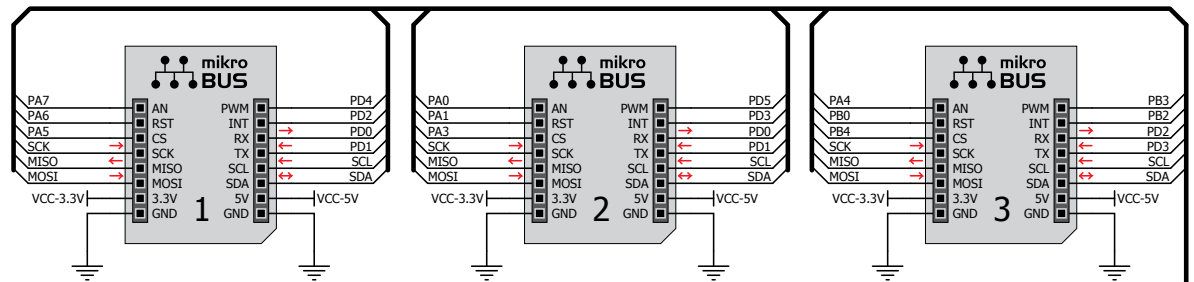 mikro
BUS
PA7 AN PWM PD4
PA6 RST INT PD2
PA5 CS RX PD0
SCK SCK TX PD1
MISO MISO SCL SCL
MOSI MOSI SDA SDA
VCC-3.3V 3.3V 5V VCC-5V
GND 1 GND
mikro
BUS
PA0 AN PWM PD5
PA1 RST INT PD3
PA3 CS RX PD0
SCK SCK TX PD1
MISO MISO SCL SCL
MOSI MOSI SDA SDA
VCC-3.3V 3.3V 5V VCC-5V
GND 2 GND
mikro
BUS
PA4 AN PWM PB3
PB0 RST INT PB2
PB4 CS RX PD2
SCK SCK TX PD3
MISO MISO SCL SCL
MOSI MOSI SDA SDA
VCC-3.3V 3.3V 5V VCC-5V
GND 3 GND